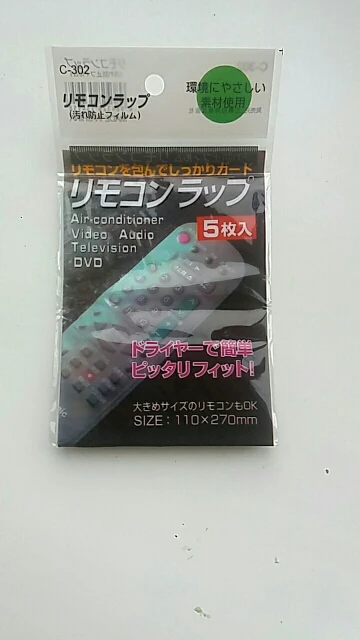 C-302
リモコンラップ
(汚れ防止フィルム)
環境にやさしい
素材使用
リモコンを包んでしっかりガード
リモコン ラップ
Air-conditioner
Video Audio
Television
DVD
5枚入
ドライヤーで簡単
ピッタリフィット!
大きめサイズのリモコンもOK
SIZE:110×270mm